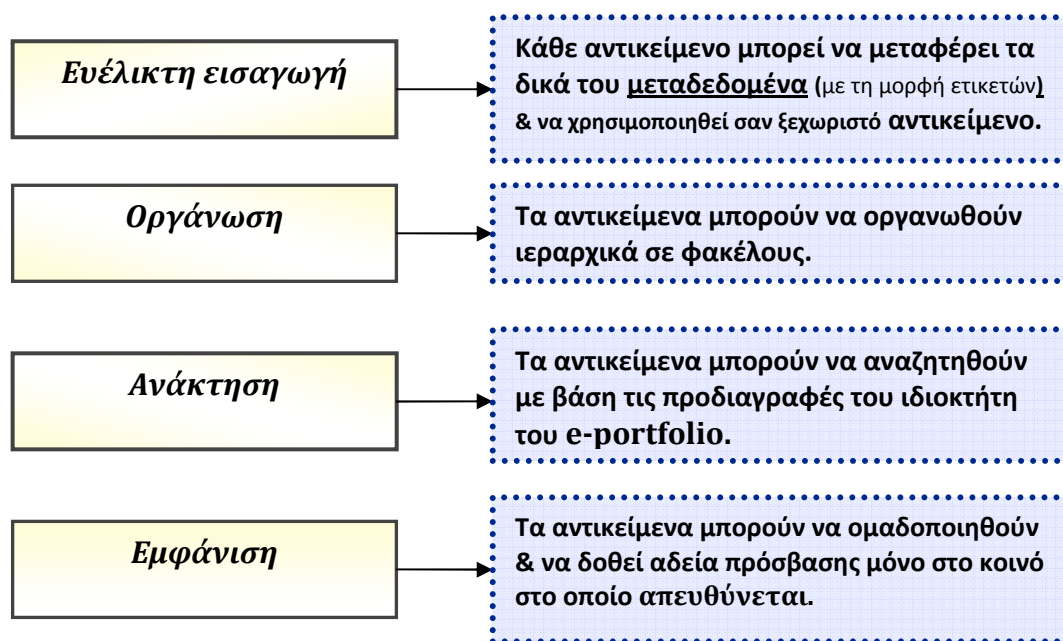 Ευέλικτη εισαγωγή
Κάθε αντικείμενο μπορεί να μεταφέρει τα
δικά του μεταδεδομένα (με τη μορφή ετικετών)
& να χρησιμοποιηθεί σαν ξεχωριστό αντικείμενο.
Οργάνωση
Τα αντικείμενα μπορούν να οργανωθούν
ιεραρχικά σε φακέλους.
Ανάκτηση
Τα αντικείμενα μπορούν να αναζητηθούν
με βάση τις προδιαγραφές του ιδιοκτήτη
του e-portfolio.
Εμφάνιση
Τα αντικείμενα μπορούν να ομαδοποιηθούν
& να δοθεί αδεία πρόσβασης μόνο στο κοινό
στο οποίο απευθύνεται.